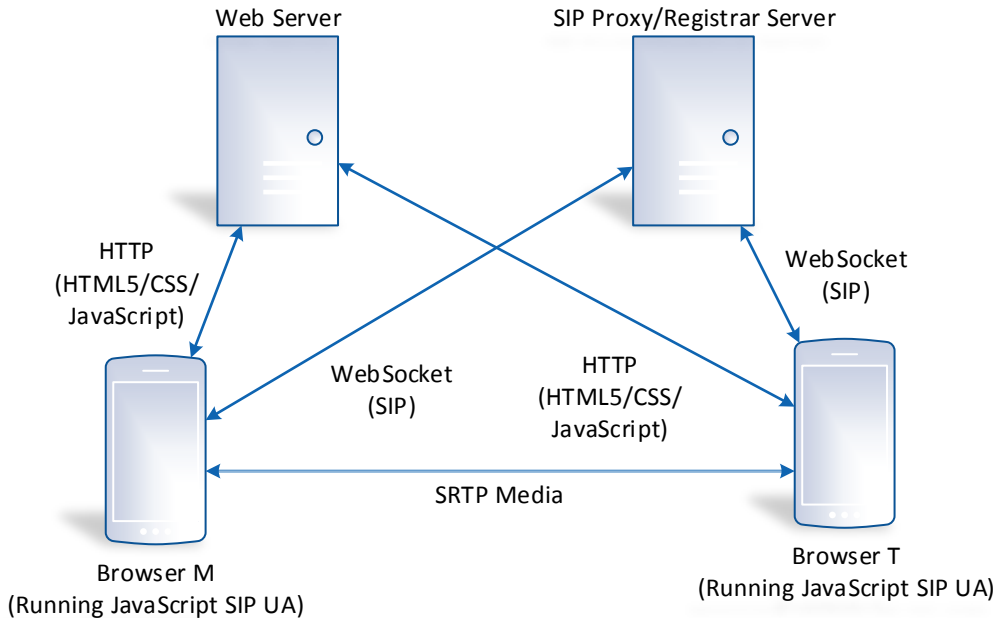 Web Server
SIP Proxy/Registrar Server
HTTP
(HTML5/CSS/
JavaScript)
WebSocket
(SIP)
WebSocket
(SIP)
HTTP
(HTML5/CSS/
JavaScript)
SRTP Media
Browser M
(Running JavaScript SIP UA)
Browser T
(Running JavaScript SIP UA)